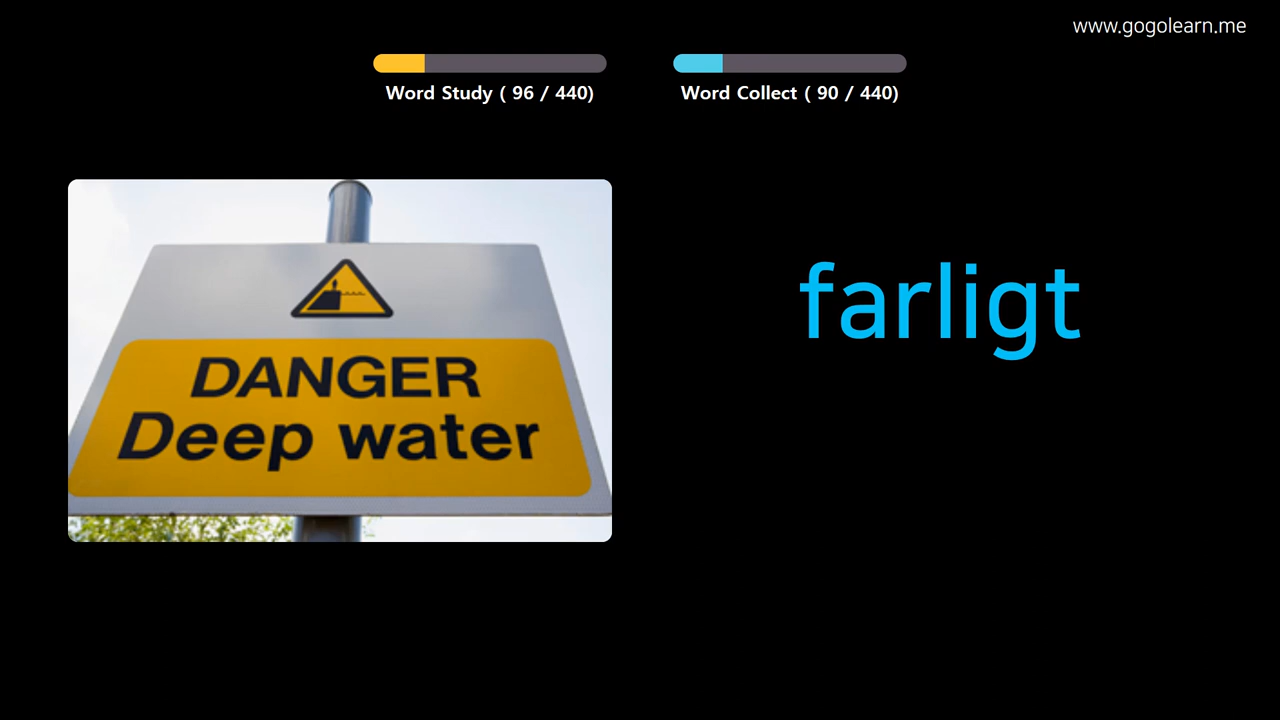 www.gogolearn.me
Word Study ( 96 / 440)
Word Collect ( 90 / 440)
DANGER
Deep water
farligt